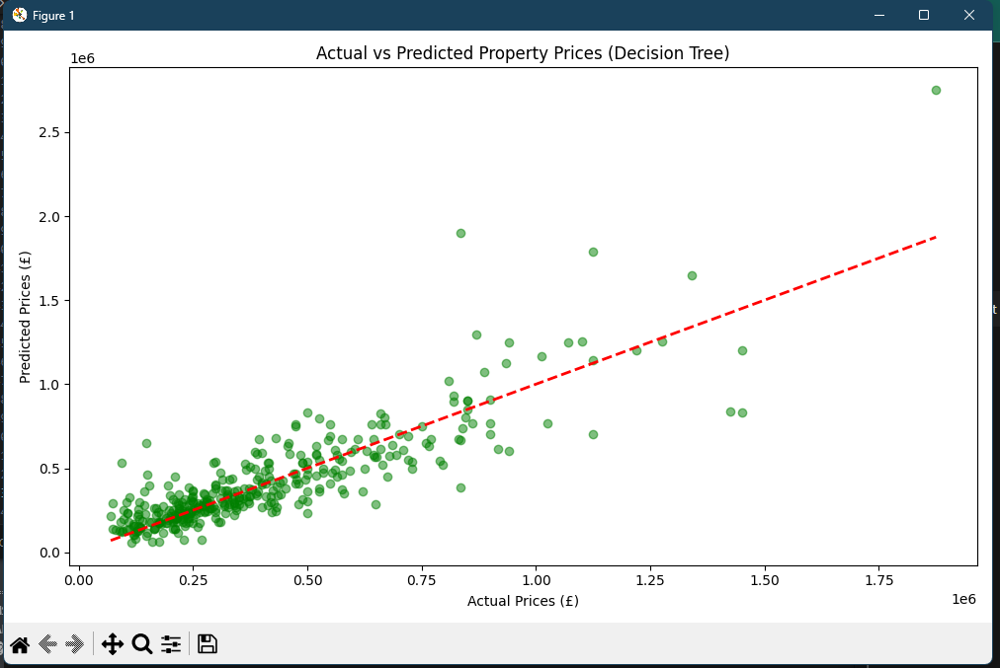 Figure 1
Actual vs Predicted Property Prices (Decision Tree)
1e6
2.5
2.0
1.5
1.0
0.5
0.0
Predicted Prices (£)
0.00 0.25 0.50 0.75 1.00 1.25 1.50 1.75
1e6
Actual Prices (£)
t